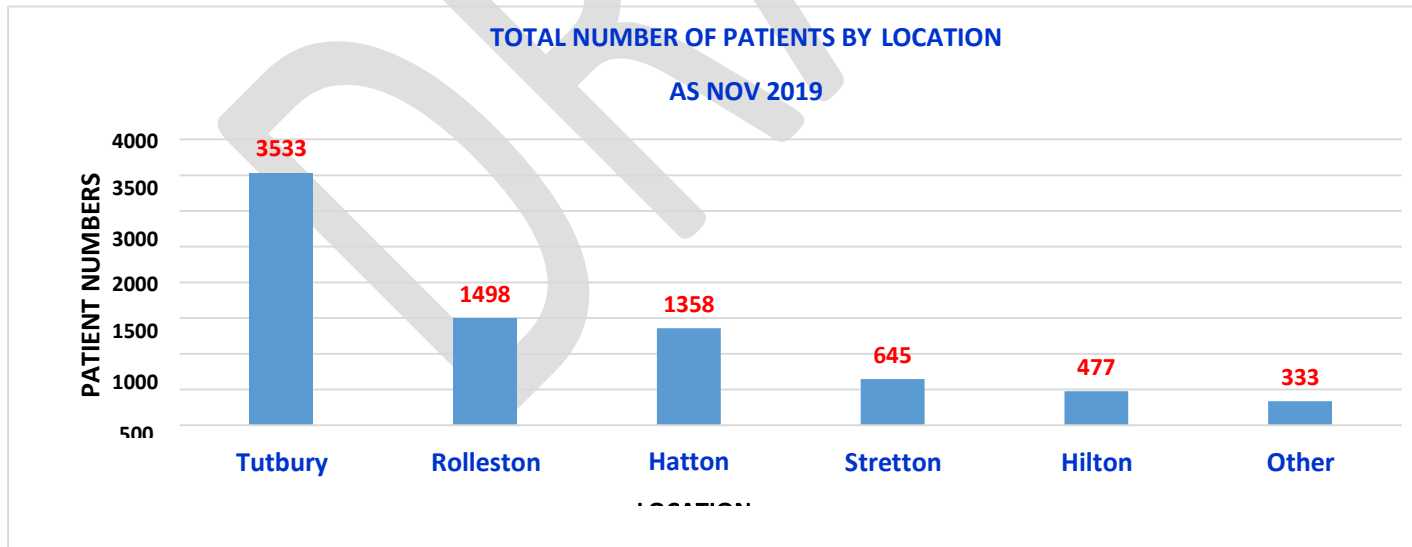 TOTAL NUMBER OF PATIENTS BY LOCATION
AS NOV 2019
PATIENT NUMBERS
4000
3500
3000
2000
1500
1000
500
3533
1498
1358
645
477
333
Tutbury
Rolleston
Hatton
Stretton
Hilton
Other
LOCATION